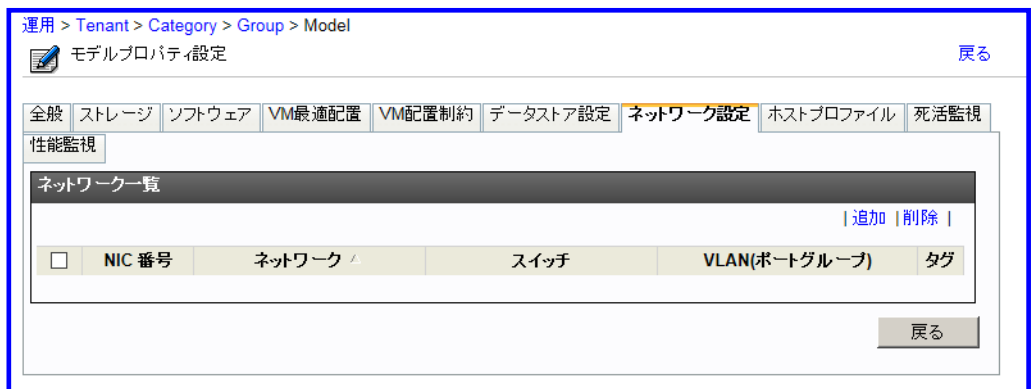 運用 > Tenant > Category > Group > Model
モデルプロパティ設定 戻る
全般 ストレージ ソフトウェア VM最適配置 VM配置制約 データストア設定 ネットワーク設定 ホストプロファイル 死活監視
性能監視
ネットワーク一覧
| 追加 | 削除 |
NIC 番号 ネットワーク スイッチ VLAN(ポートグループ) タグ
戻る